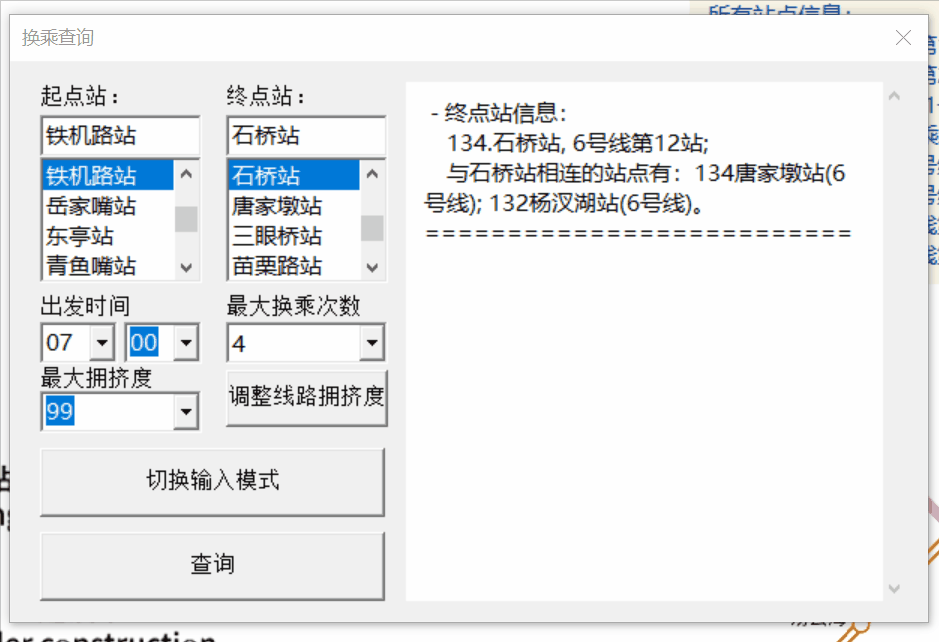 所有站点信息:
换乘查询
起点站：
终点站：
铁机路站
石桥站
铁机路站
岳家嘴站
东亭站
青鱼嘴站
石桥站
唐家墩站
三眼桥站
苗栗路站
出发时间
最大换乘次数
07
00
4
最大拥挤度
99
调整线路拥挤度
切换输入模式
查询
- 终点站信息:
134.石桥站, 6号线第12站;
与石桥站相连的站点有：134唐家墩站(6
号线); 132杨汊湖站(6号线)。
==========================
der construction